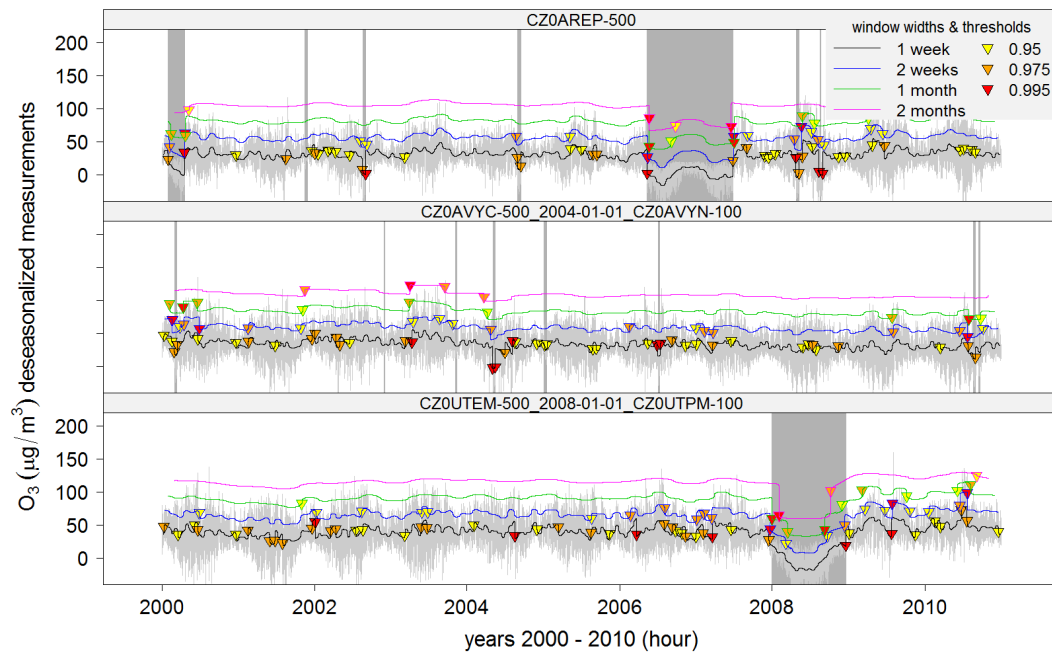 CZ0AREP-500
window widths & thresholds
1 week 0.95
2 weeks 0.975
1 month 0.995
2 months
200
150
100
50
0
CZ0AVYC-500_2004-01-01_CZ0AVYN-100
CZ0UTEM-500_2008-01-01_CZ0UTPM-100
200
150
100
50
0
O₃ (μg/m³) deseasonalized measurements
2000 2002 2004 2006 2008 2010
years 2000 - 2010 (hour)